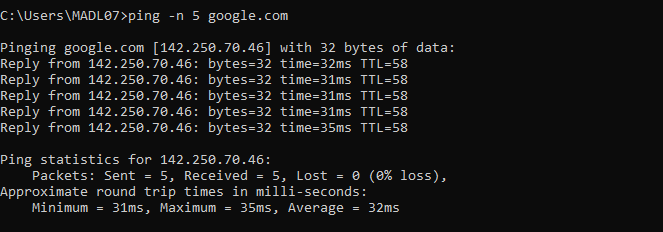 C:\Users\MADL07>ping -n 5 google.com
Pinging google.com [142.250.70.46] with 32 bytes of data:
Reply from 142.250.70.46: bytes=32 time=32ms TTL=58
Reply from 142.250.70.46: bytes=32 time=31ms TTL=58
Reply from 142.250.70.46: bytes=32 time=31ms TTL=58
Reply from 142.250.70.46: bytes=32 time=31ms TTL=58
Reply from 142.250.70.46: bytes=32 time=35ms TTL=58
Ping statistics for 142.250.70.46:
    Packets: Sent = 5, Received = 5, Lost = 0 (0% loss),
Approximate round trip times in milli-seconds:
    Minimum = 31ms, Maximum = 35ms, Average = 32ms